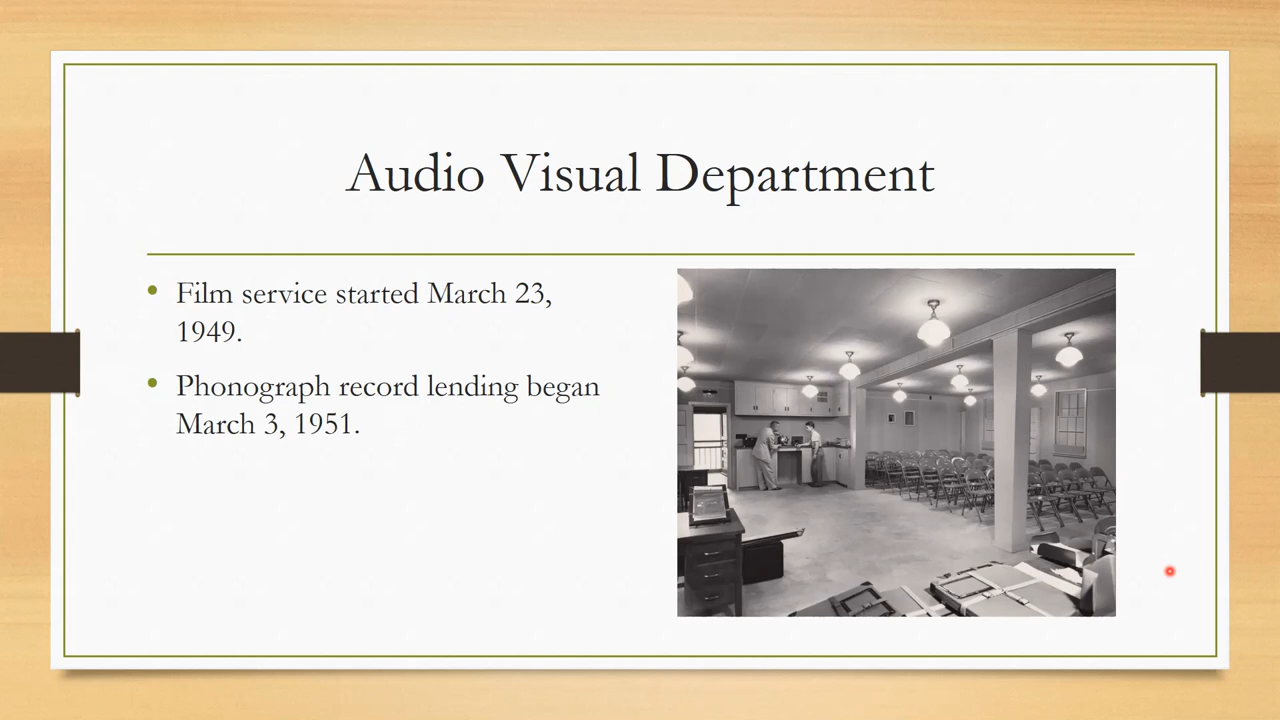 Audio Visual Department
Film service started March 23,
1949.
Phonograph record lending began
March 3, 1951.